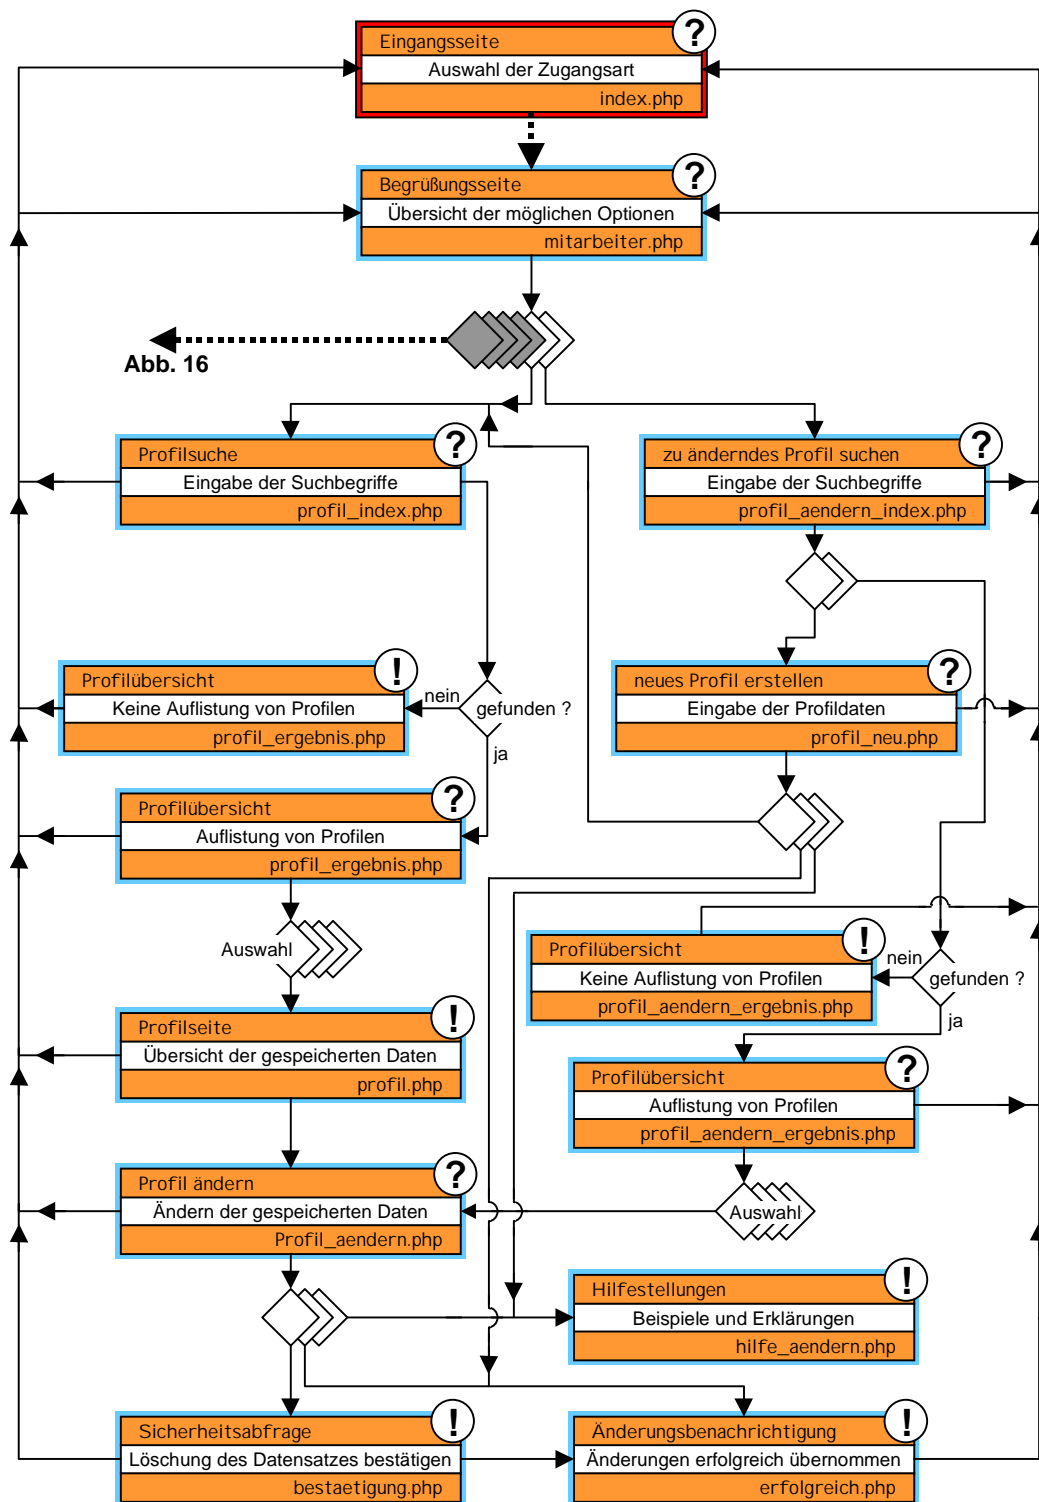 ?
Eingangsseite
Auswahl der Zugangsart
index.php
?
Begrüßungsseite
Übersicht der möglichen Optionen
mitarbeiter.php
Abb. 16
?
Profilsuche
Eingabe der Suchbegriffe
profil_index.php
?
zu änderndes Profil suchen
Eingabe der Suchbegriffe
profil_aendern_index.php
!
Profilübersicht
Keine Auflistung von Profilen
profil_ergebnis.php
nein
gefunden ?
ja
?
neues Profil erstellen
Eingabe der Profildaten
profil_neu.php
?
Profilübersicht
Auflistung von Profilen
profil_ergebnis.php
Auswahl
!
Profilübersicht
Keine Auflistung von Profilen
profil_aendern_ergebnis.php
nein
gefunden ?
ja
!
Profilseite
Übersicht der gespeicherten Daten
profil.php
?
Profilübersicht
Auflistung von Profilen
profil_aendern_ergebnis.php
?
Profil ändern
Ändern der gespeicherten Daten
Profil_aendern.php
Auswahl
!
Hilfestellungen
Beispiele und Erklärungen
hilfe_aendern.php
!
Sicherheitsabfrage
Löschung des Datensatzes bestätigen
bestaetigung.php
!
Änderungsbenachrichtigung
Änderungen erfolgreich übernommen
erfolgreich.php